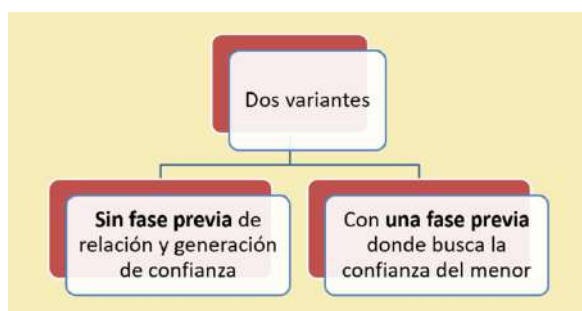 Dos variantes
Sin fase previa de
relación y generación
de confianza
Con una fase previa
donde busca la
confianza del menor